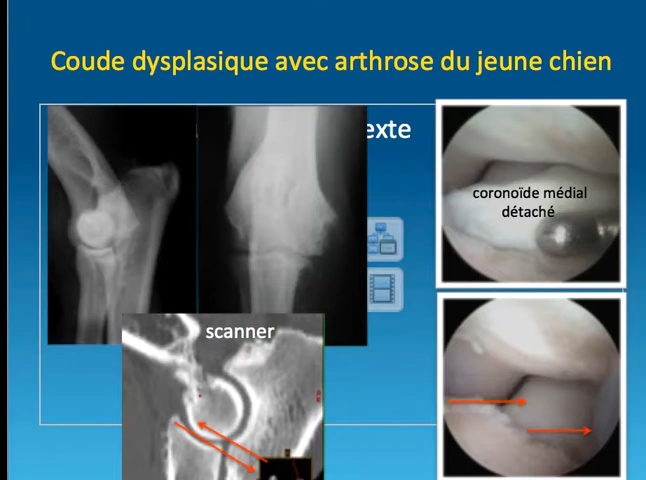 Coude dysplasique avec arthrose du jeune chien
exte
coronoïde médial
détaché
scanner